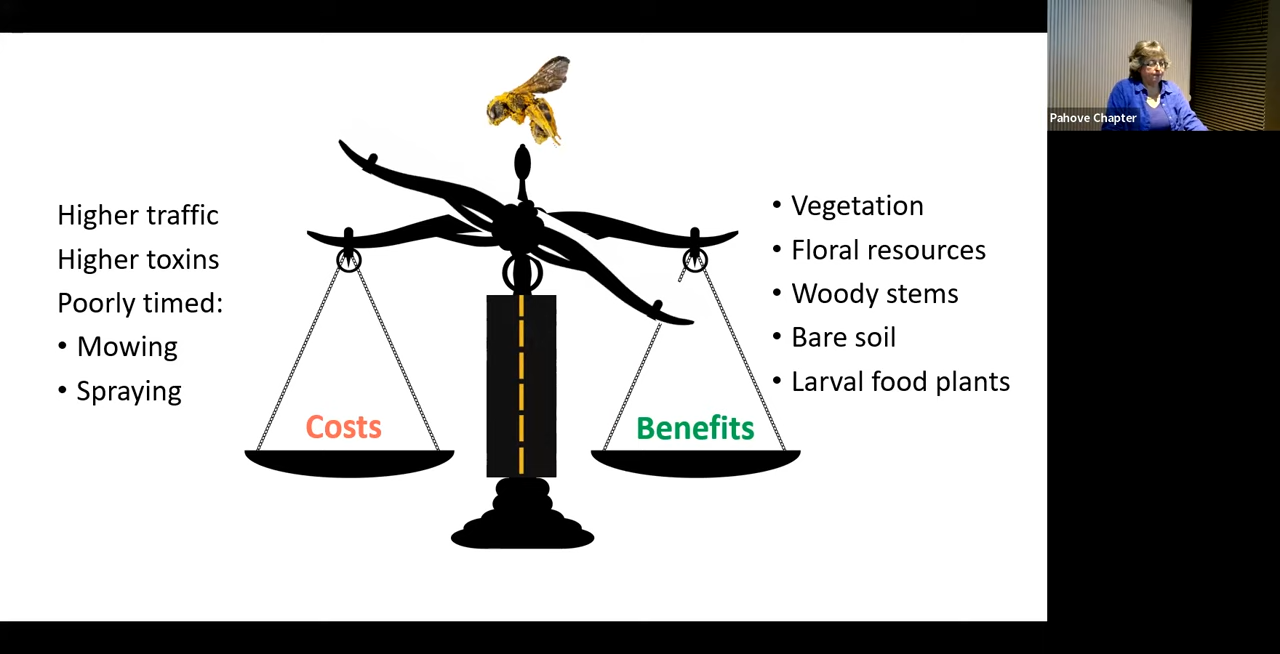 Higher traffic
Higher toxins
Poorly timed:
• Mowing
• Spraying
Costs
Benefits
• Vegetation
• Floral resources
• Woody stems
• Bare soil
• Larval food plants
Pahove Chapter